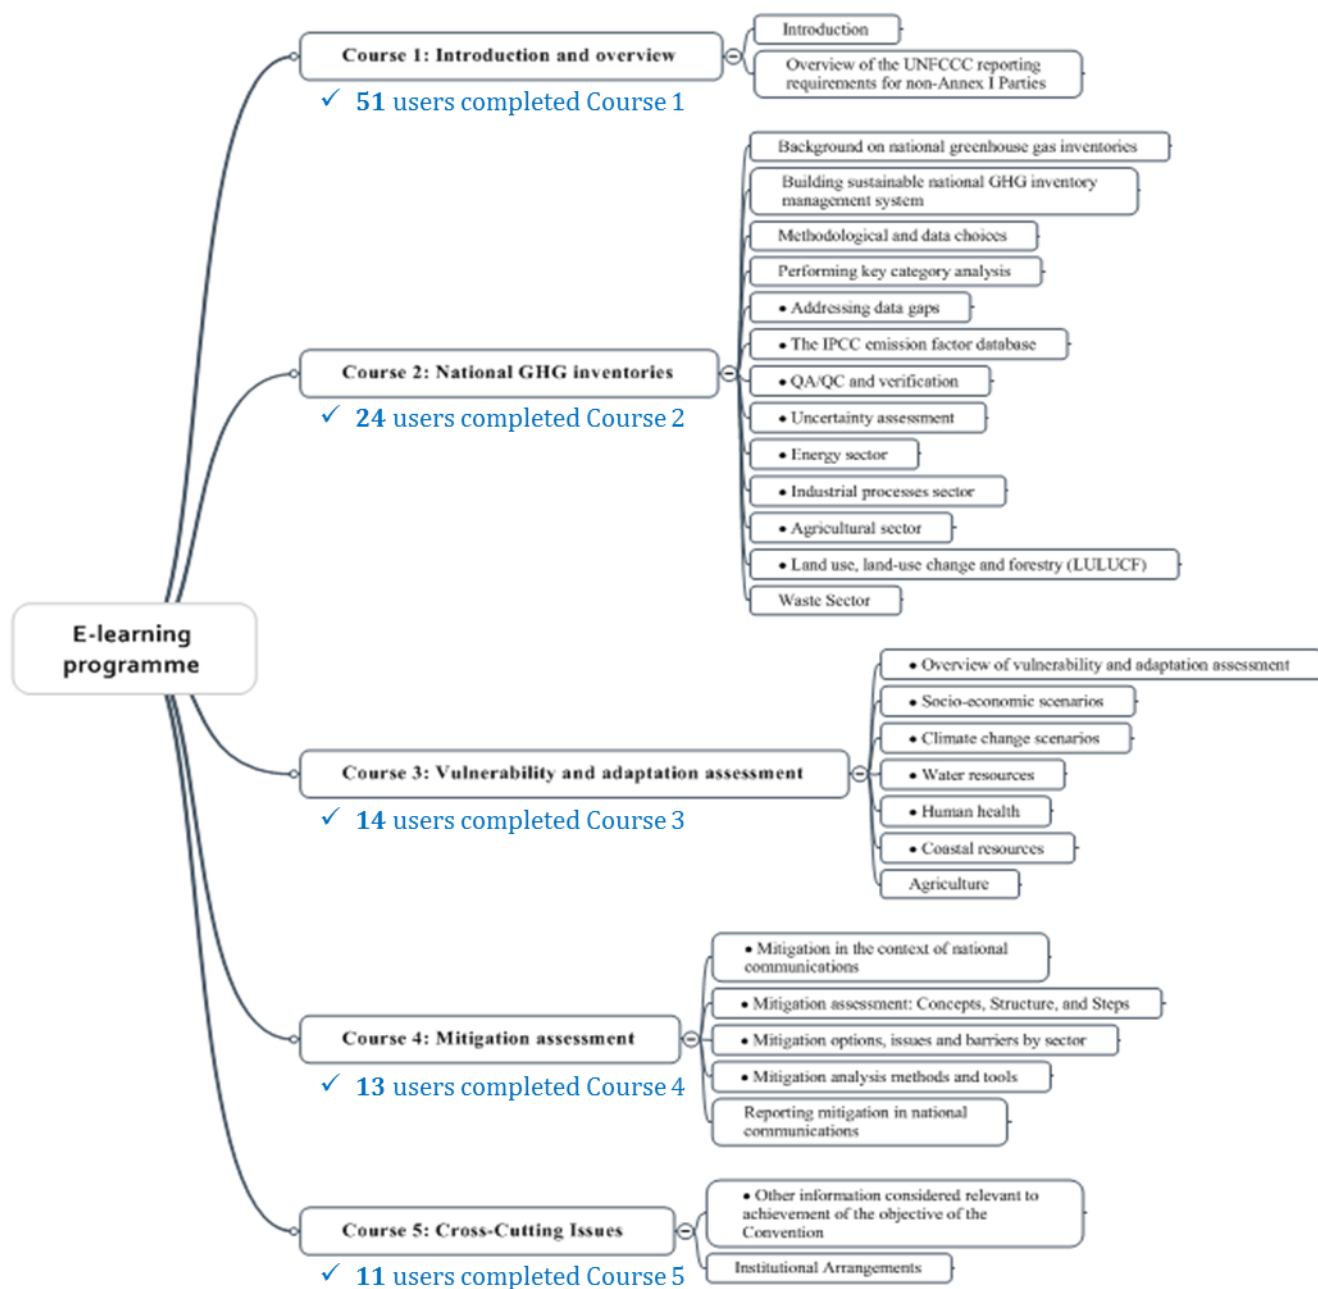 E-learning
programme
Course 1: Introduction and overview
✓ 51 users completed Course 1
Introduction
Overview of the UNFCCC reporting
requirements for non-Annex I Parties
Course 2: National GHG inventories
✓ 24 users completed Course 2
Background on national greenhouse gas inventories
Building sustainable national GHG inventory
management system
Methodological and data choices
Performing key category analysis
• Addressing data gaps
• The IPCC emission factor database
• QA/QC and verification
• Uncertainty assessment
• Energy sector
• Industrial processes sector
• Agricultural sector
• Land use, land-use change and forestry (LULUCF)
Waste Sector
Course 3: Vulnerability and adaptation assessment
✓ 14 users completed Course 3
• Overview of vulnerability and adaptation assessment
• Socio-economic scenarios
• Climate change scenarios
• Water resources
• Human health
• Coastal resources
Agriculture
Course 4: Mitigation assessment
✓ 13 users completed Course 4
• Mitigation in the context of national
communications
• Mitigation assessment: Concepts, Structure, and Steps
• Mitigation options, issues and barriers by sector
• Mitigation analysis methods and tools
Reporting mitigation in national
communications
Course 5: Cross-Cutting Issues
✓ 11 users completed Course 5
• Other information considered relevant to
achievement of the objective of the
Convention
Institutional Arrangements